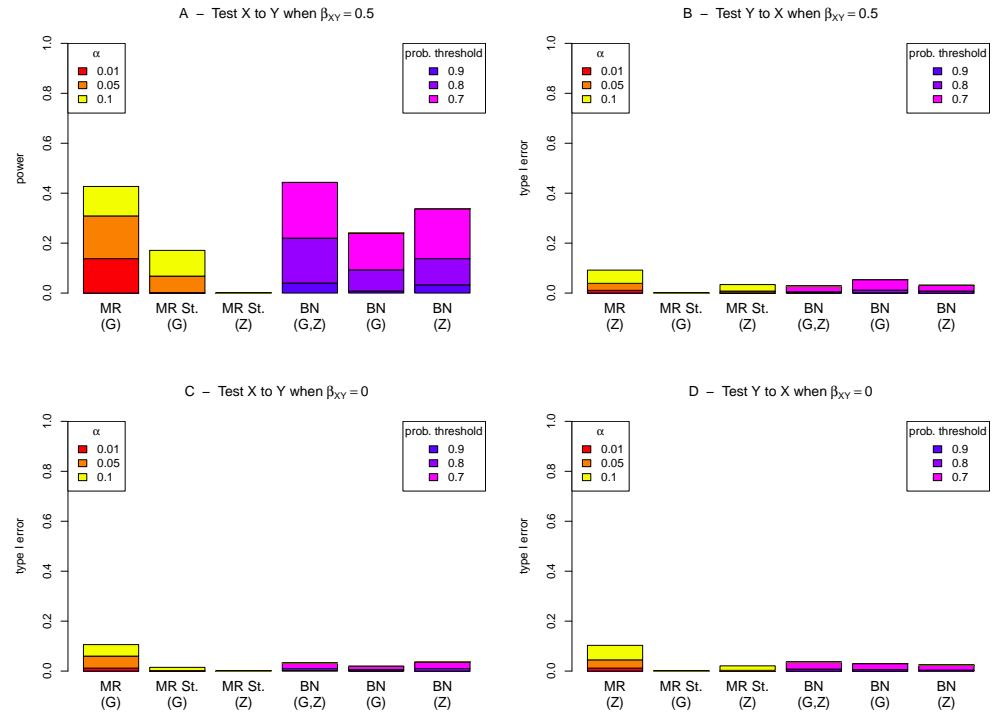 A − Test X to Y when βXY = 0.5
power
0.0
0.2
0.4
0.6
0.8
1.0
α
0.01
0.05
0.1
prob. threshold
0.9
0.8
0.7
MR
(G)
MR St.
(G)
MR St.
(Z)
BN
(G,Z)
BN
(G)
BN
(Z)
B − Test Y to X when βXY = 0.5
type I error
0.0
0.2
0.4
0.6
0.8
1.0
α
0.01
0.05
0.1
prob. threshold
0.9
0.8
0.7
MR
(Z)
MR St.
(G)
MR St.
(Z)
BN
(G,Z)
BN
(G)
BN
(Z)
C − Test X to Y when βXY = 0
type I error
0.0
0.2
0.4
0.6
0.8
1.0
α
0.01
0.05
0.1
prob. threshold
0.9
0.8
0.7
MR
(G)
MR St.
(G)
MR St.
(Z)
BN
(G,Z)
BN
(G)
BN
(Z)
D − Test Y to X when βXY = 0
type I error
0.0
0.2
0.4
0.6
0.8
1.0
α
0.01
0.05
0.1
prob. threshold
0.9
0.8
0.7
MR
(Z)
MR St.
(G)
MR St.
(Z)
BN
(G,Z)
BN
(G)
BN
(Z)